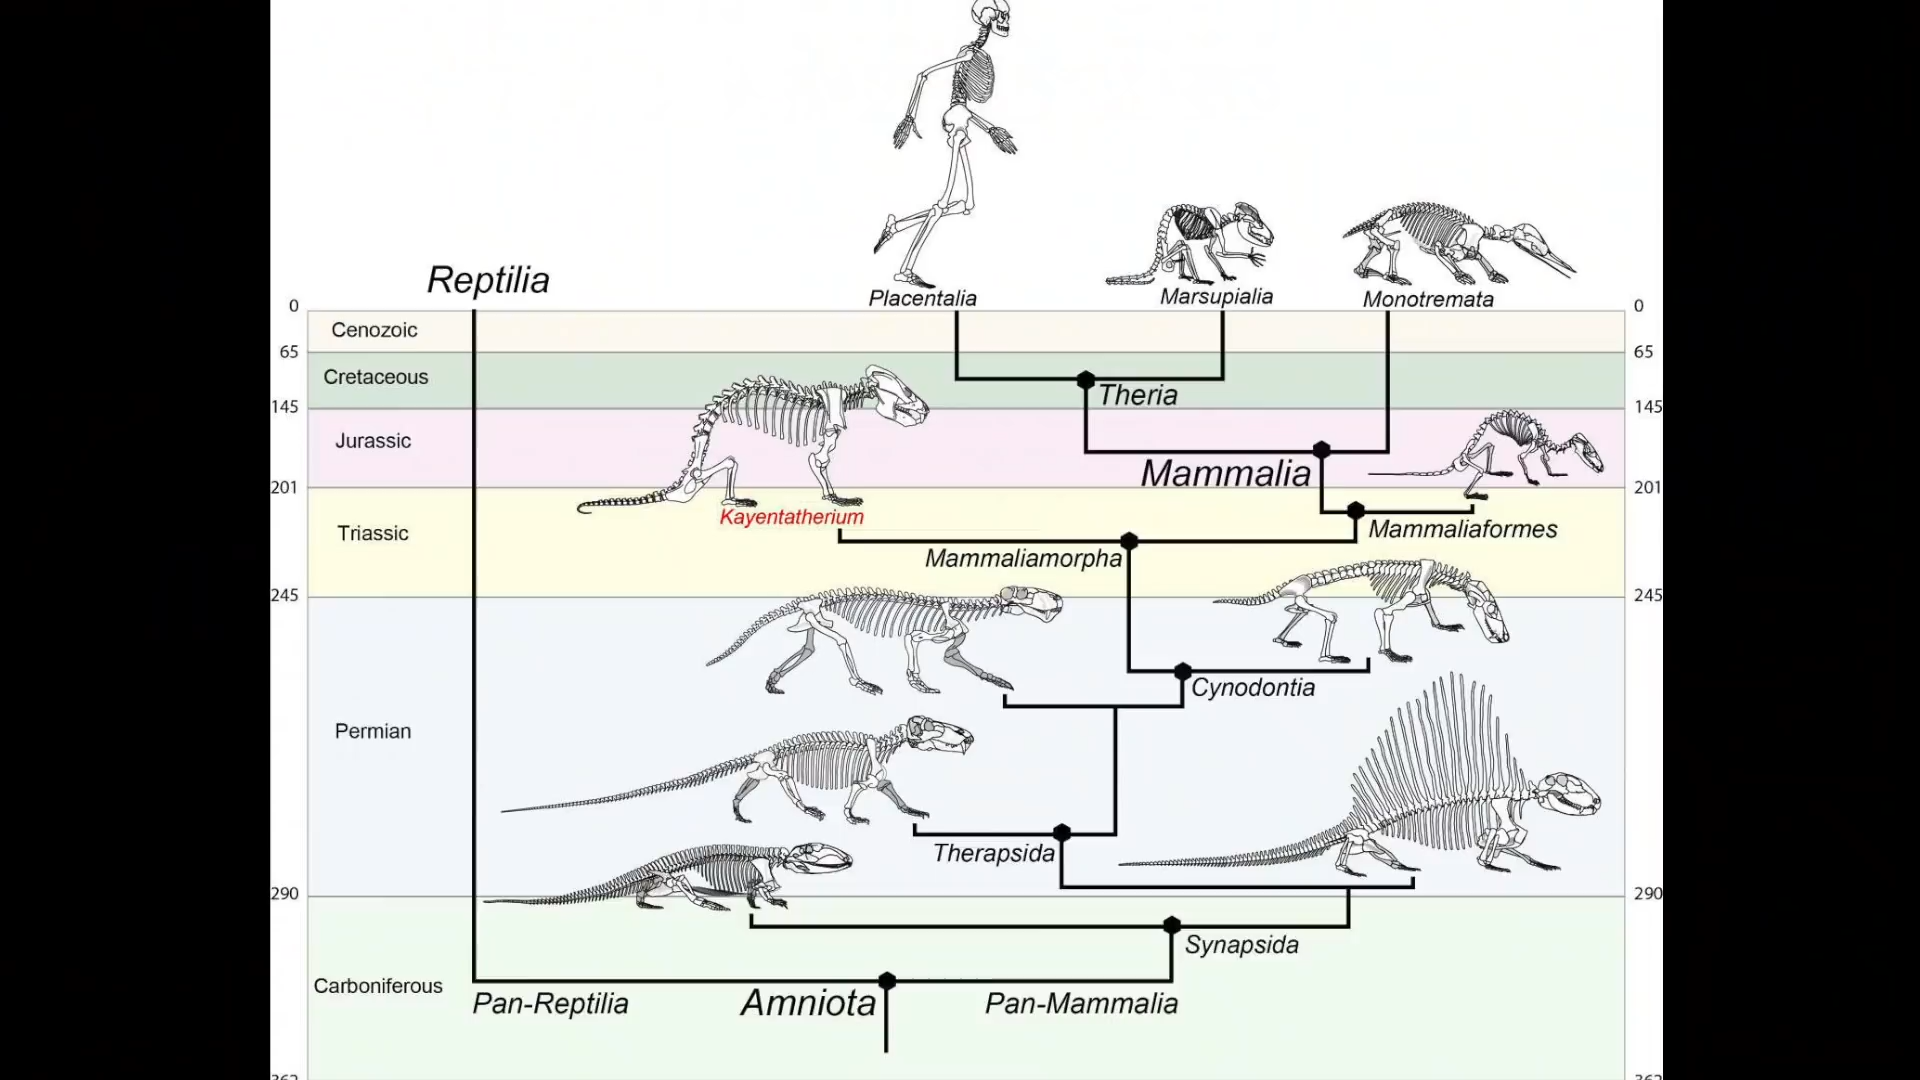 Reptilia
Placentalia
Marsupialia
Monotremata
0
0
Cenozoic
65
65
Cretaceous
Theria
145
145
Jurassic
Mammalia
201
201
Kayentatherium
Triassic
Mammaliaformes
Mammaliamorpha
245
245
Cynodontia
Permian
Therapsida
290
290
Synapsida
Carboniferous
Pan-Reptilia
Amniota
Pan-Mammalia